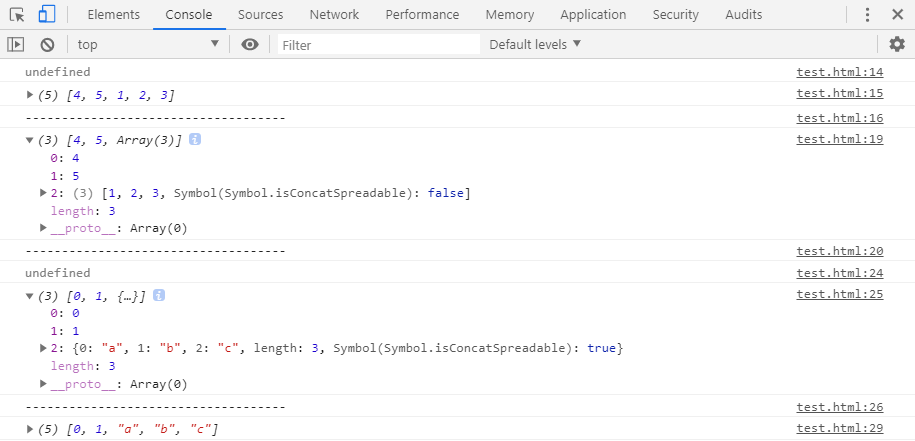 Elements Console Sources Network Performance Memory Application Security Audits
top Filter Default levels
undefined test.html:14
(5) [4, 5, 1, 2, 3] test.html:15
----------------------------------- test.html:16
(3) [4, 5, Array(3)] i test.html:19
0: 4
1: 5
2: (3) [1, 2, 3, Symbol(Symbol.isConcatSpreadable): false]
length: 3
__proto__: Array(0)
----------------------------------- test.html:20
undefined test.html:24
(3) [0, 1, {…}] i test.html:25
0: 0
1: 1
2: {0: "a", 1: "b", 2: "c", length: 3, Symbol(Symbol.isConcatSpreadable): true}
length: 3
__proto__: Array(0)
----------------------------------- test.html:26
(5) [0, 1, "a", "b", "c"] test.html:29